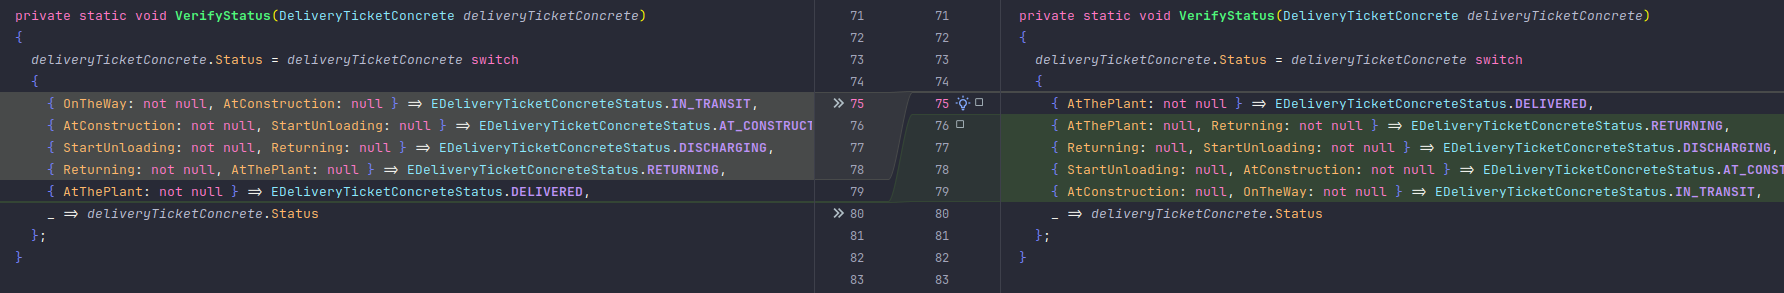 private static void VerifyStatus(DeliveryTicketConcrete deliveryTicketConcrete)
{
deliveryTicketConcrete.Status = deliveryTicketConcrete switch
{
{ OnTheWay: not null, AtConstruction: null } => EDeliveryTicketConcreteStatus.IN_TRANSIT,
{ AtConstruction: not null, StartUnloading: null } => EDeliveryTicketConcreteStatus.AT_CONSTRUCT
{ StartUnloading: not null, Returning: null } => EDeliveryTicketConcreteStatus.DISCHARGING,
{ Returning: not null, AtThePlant: null } => EDeliveryTicketConcreteStatus.RETURNING,
{ AtThePlant: not null } => EDeliveryTicketConcreteStatus.DELIVERED,
_ => deliveryTicketConcrete.Status
};
}
71 71
72 72
73 73
74 74
75 75
76 76
77 77
78 78
79 79
80 80
81 81
82 82
83 83
private static void VerifyStatus(DeliveryTicketConcrete deliveryTicketConcrete)
{
deliveryTicketConcrete.Status = deliveryTicketConcrete switch
{
{ AtThePlant: not null } => EDeliveryTicketConcreteStatus.DELIVERED,
{ AtThePlant: null, Returning: not null } => EDeliveryTicketConcreteStatus.RETURNING,
{ Returning: null, StartUnloading: not null } => EDeliveryTicketConcreteStatus.DISCHARGING,
{ StartUnloading: null, AtConstruction: not null } => EDeliveryTicketConcreteStatus.AT_CONST
{ AtConstruction: null, OnTheWay: not null } => EDeliveryTicketConcreteStatus.IN_TRANSIT,
_ => deliveryTicketConcrete.Status
};
}